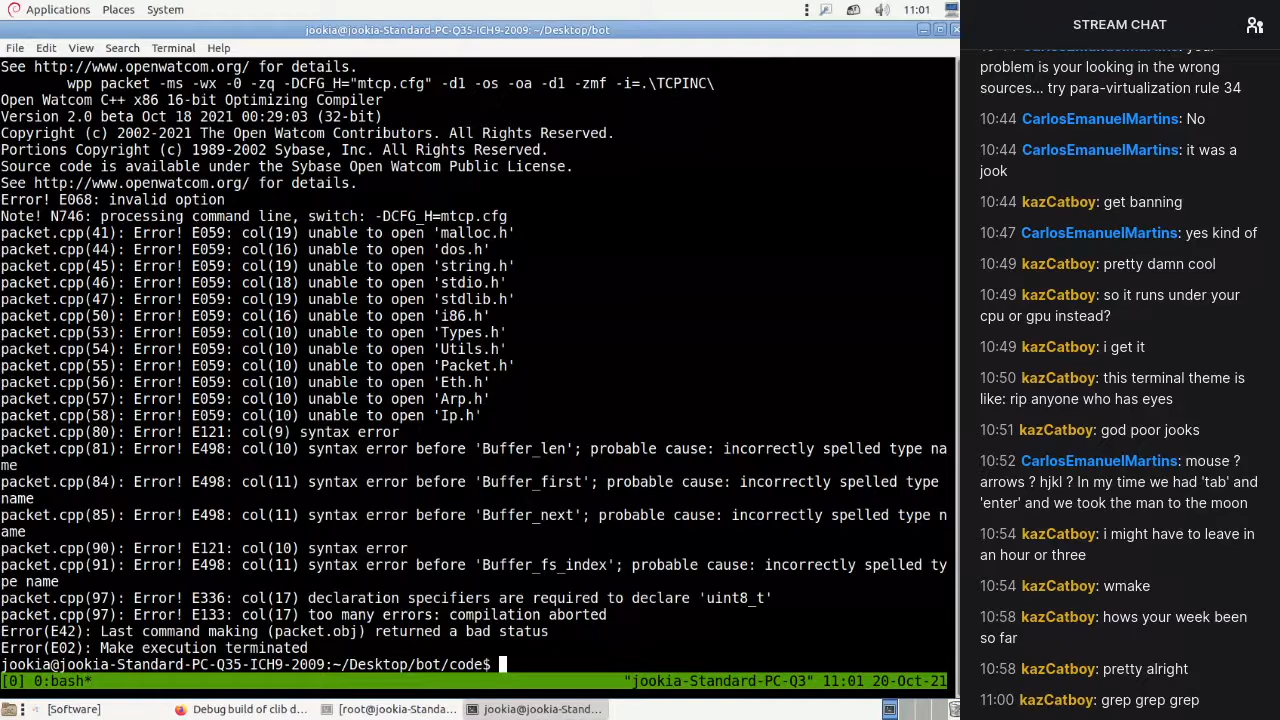 Applications Places System 11:01
jookia@jookia-Standard-PC-Q35-ICH9-2009: ~/Desktop/bot
File Edit View Search Terminal Help
See http://www.openwatcom.org/ for details.
        wpp packet -ms -wx -0 -zq -DCFG_H="mtcp.cfg" -d1 -os -oa -d1 -zmf -i=.\TCPINC\
Open Watcom C++ x86 16-bit Optimizing Compiler
Version 2.0 beta Oct 18 2021 00:29:03 (32-bit)
Copyright (c) 2002-2021 The Open Watcom Contributors. All Rights Reserved.
Portions Copyright (c) 1989-2002 Sybase, Inc. All Rights Reserved.
Source code is available under the Sybase Open Watcom Public License.
See http://www.openwatcom.org/ for details.
Error! E068: invalid option
Note! N746: processing command line, switch: -DCFG_H=mtcp.cfg
packet.cpp(41): Error! E059: col(19) unable to open 'malloc.h'
packet.cpp(44): Error! E059: col(16) unable to open 'dos.h'
packet.cpp(45): Error! E059: col(19) unable to open 'string.h'
packet.cpp(46): Error! E059: col(18) unable to open 'stdio.h'
packet.cpp(47): Error! E059: col(19) unable to open 'stdlib.h'
packet.cpp(50): Error! E059: col(16) unable to open 'i86.h'
packet.cpp(53): Error! E059: col(10) unable to open 'Types.h'
packet.cpp(54): Error! E059: col(10) unable to open 'Utils.h'
packet.cpp(55): Error! E059: col(10) unable to open 'Packet.h'
packet.cpp(56): Error! E059: col(10) unable to open 'Eth.h'
packet.cpp(57): Error! E059: col(10) unable to open 'Arp.h'
packet.cpp(58): Error! E059: col(10) unable to open 'Ip.h'
packet.cpp(80): Error! E121: col(9) syntax error
packet.cpp(81): Error! E498: col(10) syntax error before 'Buffer_len'; probable cause: incorrectly spelled type na
me
packet.cpp(84): Error! E498: col(11) syntax error before 'Buffer_first'; probable cause: incorrectly spelled type
name
packet.cpp(85): Error! E498: col(11) syntax error before 'Buffer_next'; probable cause: incorrectly spelled type n
ame
packet.cpp(90): Error! E121: col(10) syntax error
packet.cpp(91): Error! E498: col(11) syntax error before 'Buffer_fs_index'; probable cause: incorrectly spelled ty
pe name
packet.cpp(97): Error! E336: col(17) declaration specifiers are required to declare 'uint8_t'
packet.cpp(97): Error! E133: col(17) too many errors: compilation aborted
Error(E42): Last command making (packet.obj) returned a bad status
Error(E02): Make execution terminated
jookia@jookia-Standard-PC-Q35-ICH9-2009:~/Desktop/bot/code$
[0] 0:bash* "jookia-Standard-PC-Q3" 11:01 20-Oct-21
[Software] Debug build of clib d... [root@jookia-Standa... jookia@jookia-Stand...
STREAM CHAT
problem is your looking in the wrong
sources... try para-virtualization rule 34
10:44 CarlosEmanuelMartins: No
10:44 CarlosEmanuelMartins: it was a
jook
10:44 kazCatboy: get banning
10:47 CarlosEmanuelMartins: yes kind of
10:49 kazCatboy: pretty damn cool
10:49 kazCatboy: so it runs under your
cpu or gpu instead?
10:49 kazCatboy: i get it
10:50 kazCatboy: this terminal theme is
like: rip anyone who has eyes
10:51 kazCatboy: god poor jooks
10:52 CarlosEmanuelMartins: mouse ?
arrows ? hjkl ? In my time we had 'tab' and
'enter' and we took the man to the moon
10:54 kazCatboy: i might have to leave in
an hour or three
10:54 kazCatboy: wmake
10:58 kazCatboy: hows your week been
so far
10:58 kazCatboy: pretty alright
11:00 kazCatboy: grep grep grep